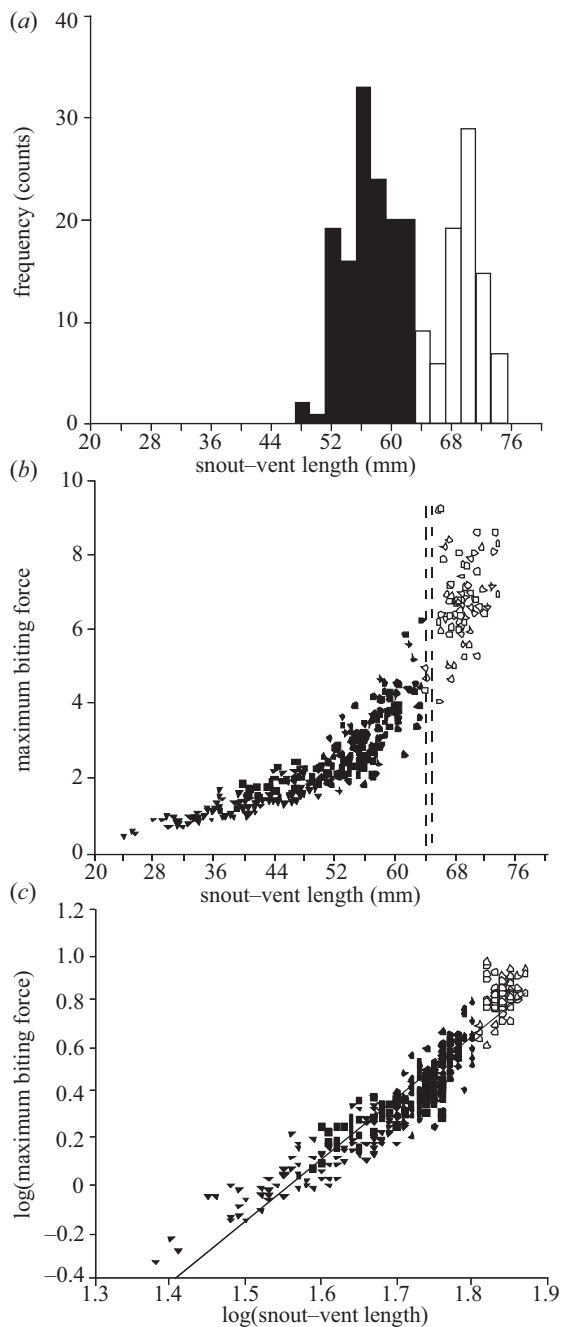 (a)
40
30
20
10
0
frequency (counts)
20 28 36 44 52 60 68 76
snout–vent length (mm)
(b)
10
8
6
4
2
0
maximum biting force
20 28 36 44 52 60 68 76
snout–vent length (mm)
(c)
1.2
1.0
0.8
0.6
0.4
0.2
0
–0.2
–0.4
log(maximum biting force)
1.3 1.4 1.5 1.6 1.7 1.8 1.9
log(snout–vent length)